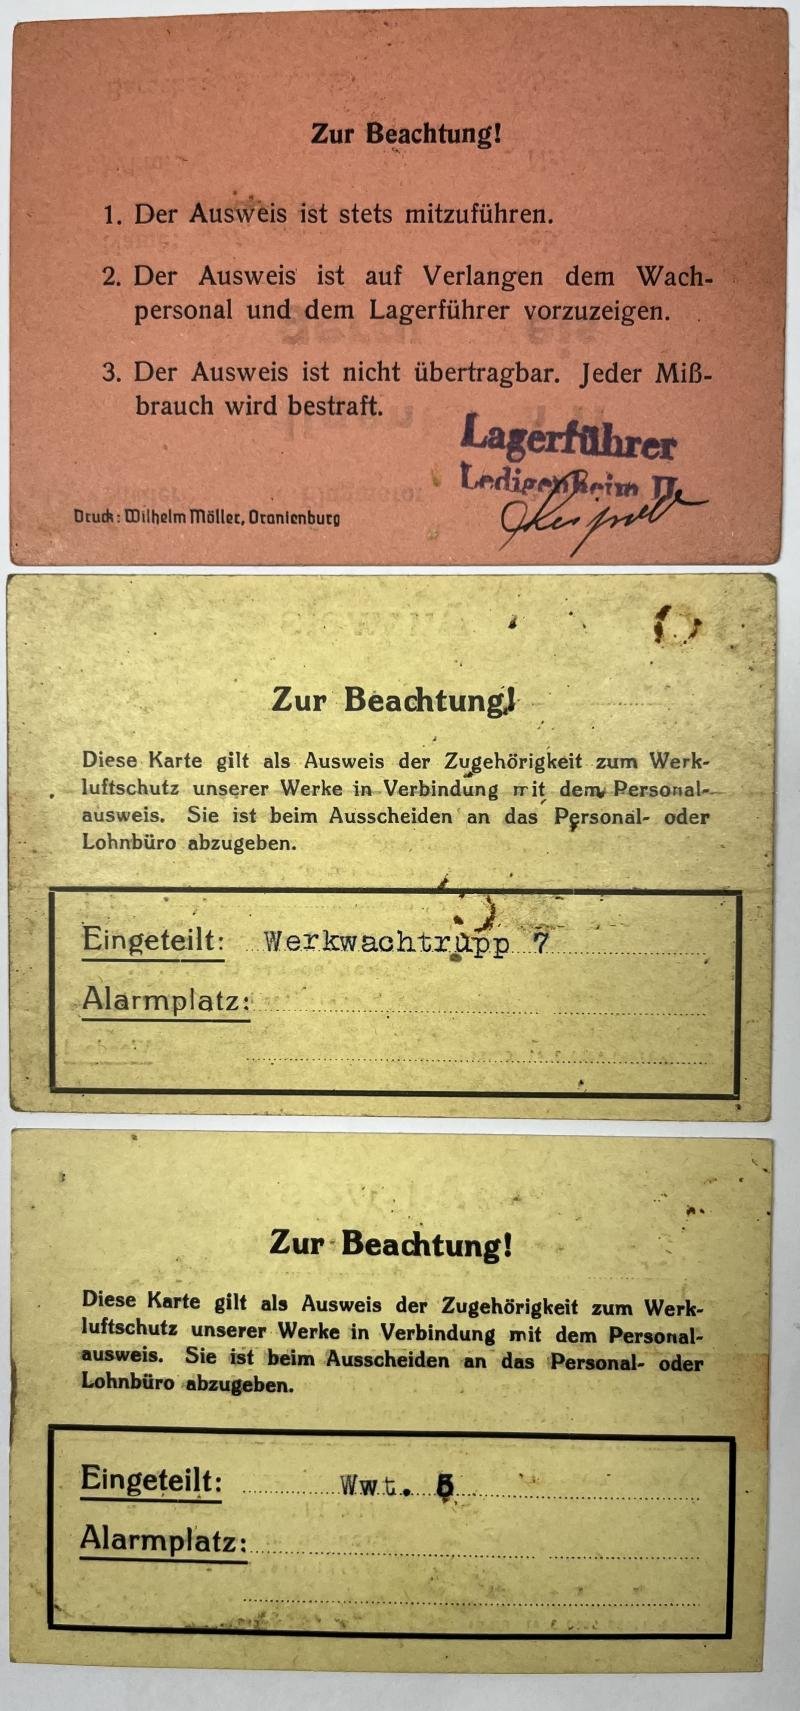 Zur Beachtung!
1. Der Ausweis ist stets mitzuführen.
2. Der Ausweis ist auf Verlangen dem Wach-
personal und dem Lagerführer vorzuzeigen.
3. Der Ausweis ist nicht übertragbar. Jeder Miß-
brauch wird bestraft.
Lagerführer
Ledigenheim II
Druck: Wilhelm Möller, Oranienburg
Zur Beachtung!
Diese Karte gilt als Ausweis der Zugehörigkeit zum Werk-
luftschutz unserer Werke in Verbindung mit dem Personal-
ausweis. Sie ist beim Ausscheiden an das Personal- oder
Lohnbüro abzugeben.
Eingeteilt: Werkwachtrupp 7
Alarmplatz:
Zur Beachtung!
Diese Karte gilt als Ausweis der Zugehörigkeit zum Werk-
luftschutz unserer Werke in Verbindung mit dem Personal-
ausweis. Sie ist beim Ausscheiden an das Personal- oder
Lohnbüro abzugeben.
Eingeteilt: Wwt. 5
Alarmplatz: